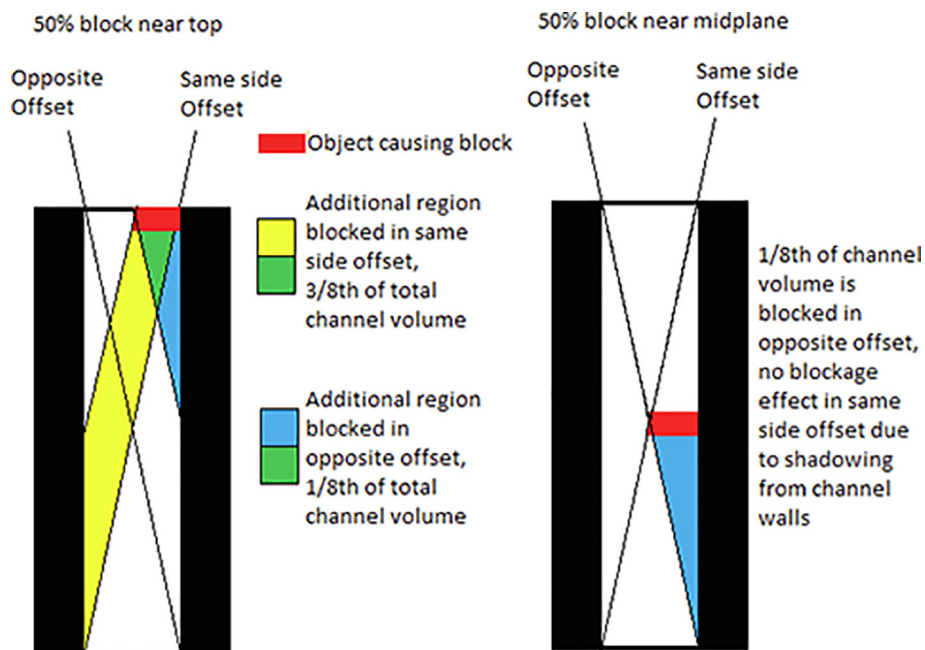 50% block near top
Opposite
Offset
Same side
Offset
Object causing block
Additional region
blocked in same
side offset,
3/8th of total
channel volume
Additional region
blocked in
opposite offset,
1/8th of total
channel volume
50% block near midplane
Opposite
Offset
Same side
Offset
1/8th of channel
volume is
blocked in
opposite offset,
no blockage
effect in same
side offset due
to shadowing
from channel
walls